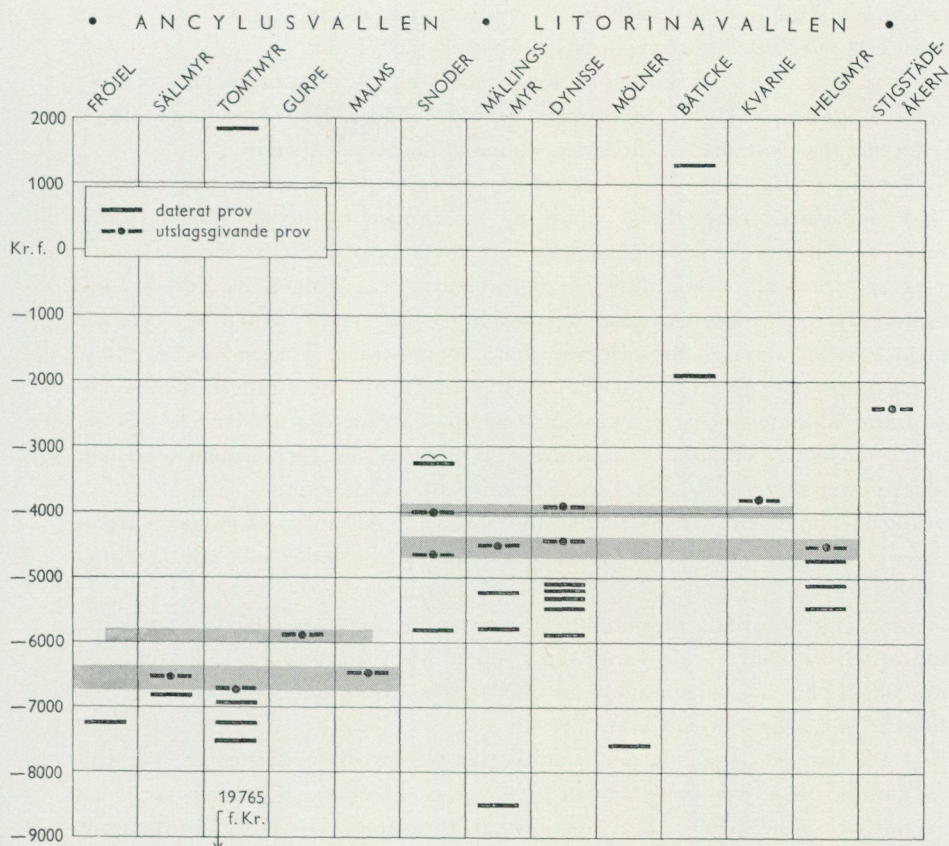 • ANCYLUSVALLEN • LITORINAVALLEN •
FRÖJEL
SÄLLMYR
TOMTMYR
GURPE
MALMS
SNODER
MÄLLINGS-
MYR
DYNISSE
MÖLNER
BÅTICKE
KVARNE
HELGMYR
STIGSTÄDE-
ÅKERN
2000
1000
daterat prov
utslagsgivande prov
Kr. f. 0
—1000
—2000
—3000
—4000
—5000
—6000
—7000
—8000
19765
f. Kr.
—9000